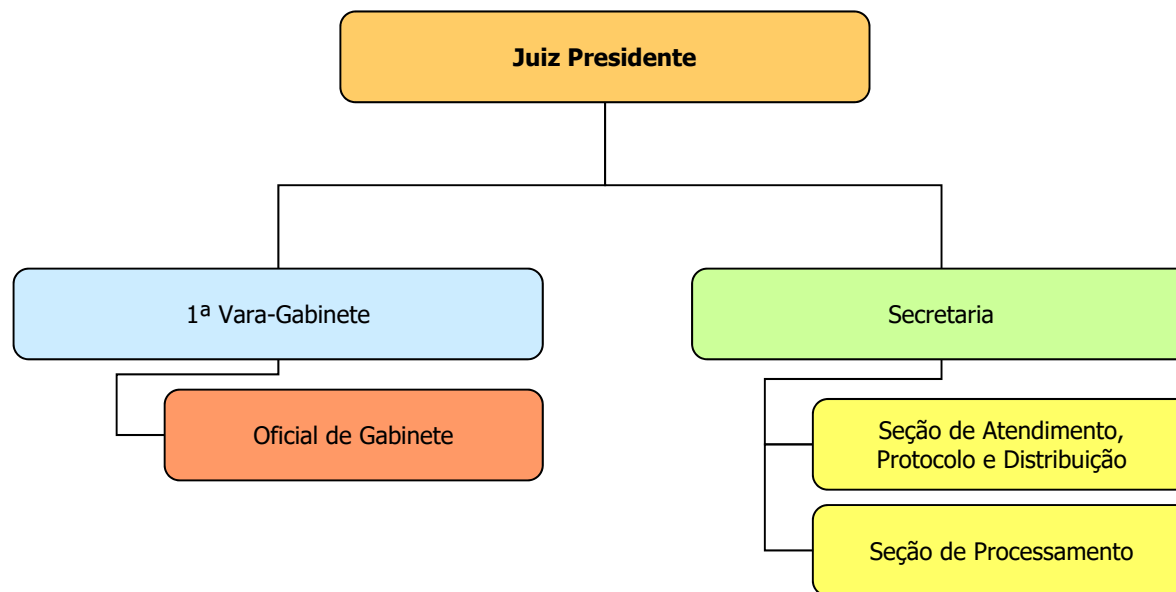 Juiz Presidente
1ª Vara-Gabinete
Secretaria
Oficial de Gabinete
Seção de Atendimento,
Protocolo e Distribuição
Seção de Processamento